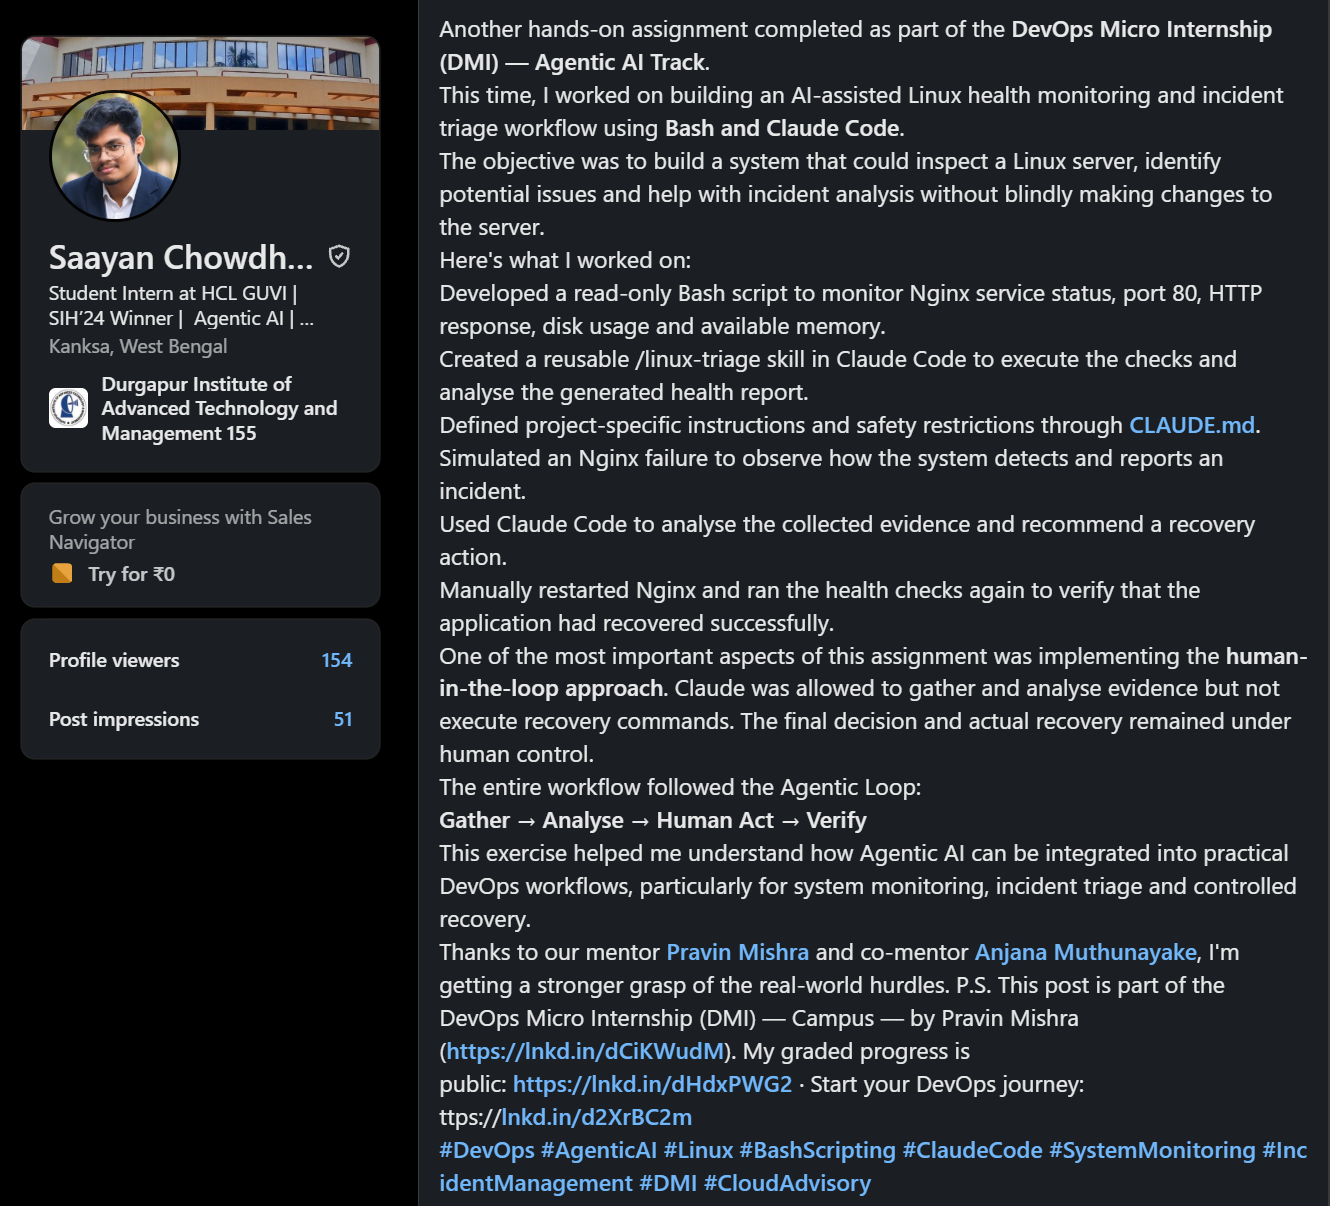 Saayan Chowdh...
Student Intern at HCL GUVI |
SIH’24 Winner | Agentic AI | ...
Kanksa, West Bengal
Durgapur Institute of
Advanced Technology and
Management 155
Grow your business with Sales
Navigator
Try for ₹0
Profile viewers 154
Post impressions 51
Another hands-on assignment completed as part of the DevOps Micro Internship
(DMI) — Agentic AI Track.
This time, I worked on building an AI-assisted Linux health monitoring and incident
triage workflow using Bash and Claude Code.
The objective was to build a system that could inspect a Linux server, identify
potential issues and help with incident analysis without blindly making changes to
the server.
Here's what I worked on:
Developed a read-only Bash script to monitor Nginx service status, port 80, HTTP
response, disk usage and available memory.
Created a reusable /linux-triage skill in Claude Code to execute the checks and
analyse the generated health report.
Defined project-specific instructions and safety restrictions through CLAUDE.md.
Simulated an Nginx failure to observe how the system detects and reports an
incident.
Used Claude Code to analyse the collected evidence and recommend a recovery
action.
Manually restarted Nginx and ran the health checks again to verify that the
application had recovered successfully.
One of the most important aspects of this assignment was implementing the human-
in-the-loop approach. Claude was allowed to gather and analyse evidence but not
execute recovery commands. The final decision and actual recovery remained under
human control.
The entire workflow followed the Agentic Loop:
Gather → Analyse → Human Act → Verify
This exercise helped me understand how Agentic AI can be integrated into practical
DevOps workflows, particularly for system monitoring, incident triage and controlled
recovery.
Thanks to our mentor Pravin Mishra and co-mentor Anjana Muthunayake, I'm
getting a stronger grasp of the real-world hurdles. P.S. This post is part of the
DevOps Micro Internship (DMI) — Campus — by Pravin Mishra
(https://lnkd.in/dCiKWudM). My graded progress is
public: https://lnkd.in/dHdxPWG2 · Start your DevOps journey:
ttps://lnkd.in/d2XrBC2m
#DevOps #AgenticAI #Linux #BashScripting #ClaudeCode #SystemMonitoring #Inc
identManagement #DMI #CloudAdvisory